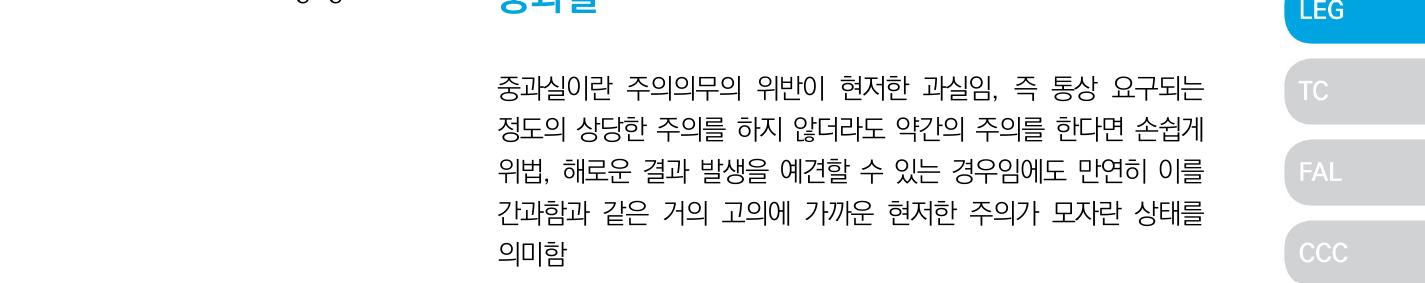 LEG
중과실이란 주의의무의 위반이 현저한 과실임, 즉 통상 요구되는
정도의 상당한 주의를 하지 않더라도 약간의 주의를 한다면 손쉽게
위법, 해로운 결과 발생을 예견할 수 있는 경우임에도 만연히 이를
간과함과 같은 거의 고의에 가까운 현저한 주의가 모자란 상태를
의미함
TC
FAL
CCC